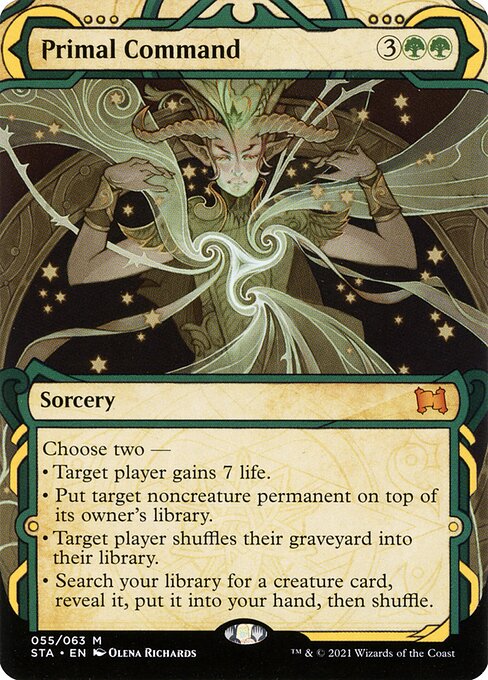 Primal Command 3
Sorcery
Choose two —
• Target player gains 7 life.
• Put target noncreature permanent on top of
its owner's library.
• Target player shuffles their graveyard into
their library.
• Search your library for a creature card,
reveal it, put it into your hand, then shuffle.
055/063 M
STA • EN Olena Richards
™ & © 2021 Wizards of the Coast